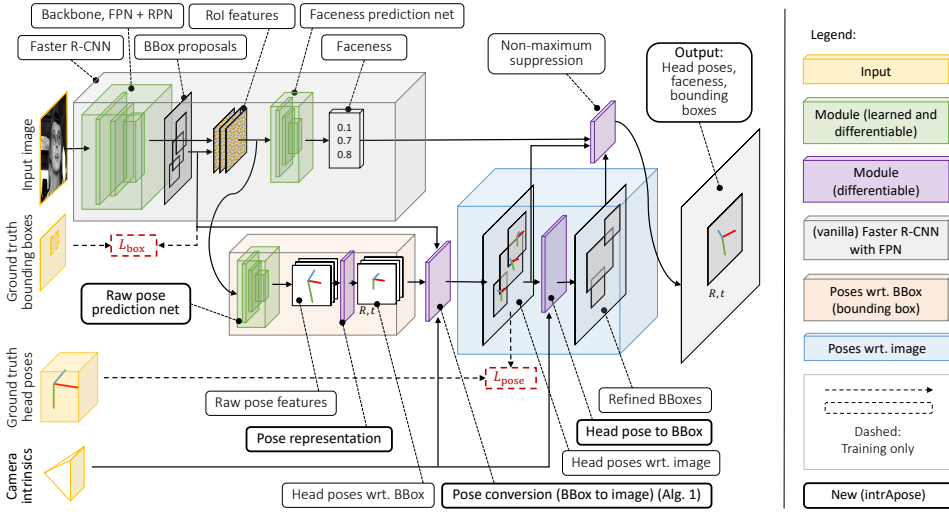 Backbone, FPN + RPN
RoI features
Faceness prediction net
Faster R-CNN
BBox proposals
Faceness
Non-maximum
suppression
Output:
Head poses,
faceness,
bounding
boxes
Input image
0.1
0.7
0.8
Ground truth
bounding boxes
L_box
Raw pose
prediction net
R, t
R, t
Ground truth
head poses
L_pose
Raw pose features
Refined BBoxes
Pose representation
Head pose to BBox
Camera
intrinsics
Head poses wrt. image
Head poses wrt. BBox
Pose conversion (BBox to image) (Alg. 1)
Legend:
Input
Module (learned and
differentiable)
Module
(differentiable)
(vanilla) Faster R-CNN
with FPN
Poses wrt. BBox
(bounding box)
Poses wrt. image
Dashed:
Training only
New (intrApose)